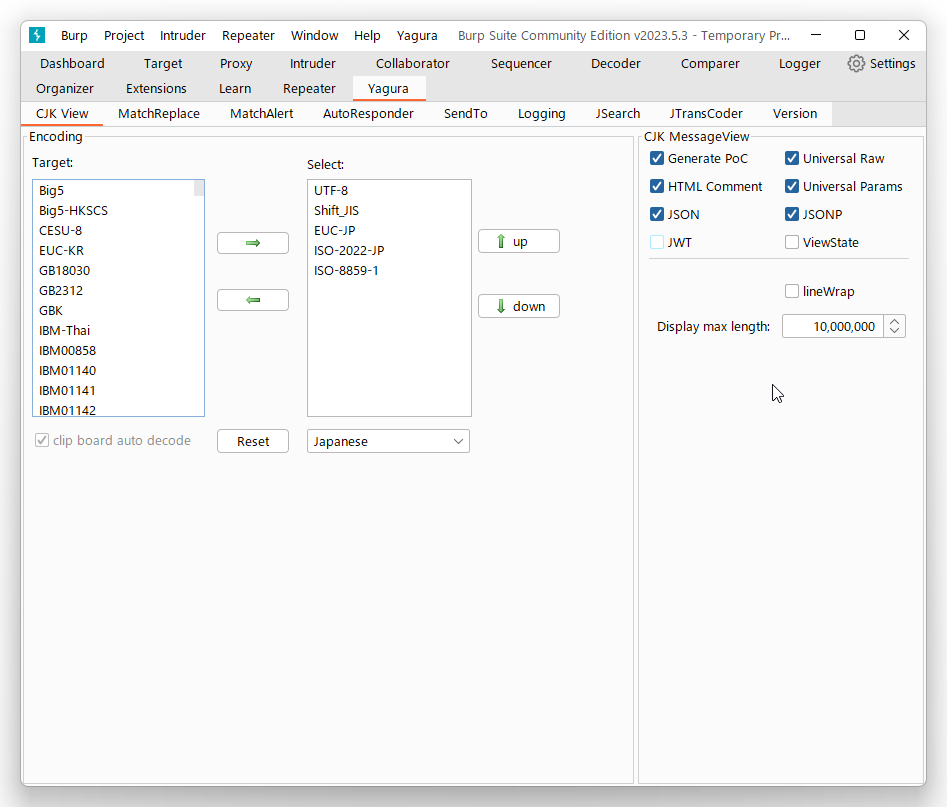 Burp Project Intruder Repeater Window Help Yagura Burp Suite Community Edition v2023.5.3 - Temporary Pr...
Dashboard Target Proxy Intruder Collaborator Sequencer Decoder Comparer Logger Settings
Organizer Extensions Learn Repeater Yagura
CJK View MatchReplace MatchAlert AutoResponder SendTo Logging JSearch JTransCoder Version
Encoding
Target:
Big5
Big5-HKSCS
CESU-8
EUC-KR
GB18030
GB2312
GBK
IBM-Thai
IBM00858
IBM01140
IBM01141
IBM01142
clip board auto decode
Reset
Select:
UTF-8
Shift_JIS
EUC-JP
ISO-2022-JP
ISO-8859-1
Japanese
up
down
CJK MessageView
Generate PoC Universal Raw
HTML Comment Universal Params
JSON JSONP
JWT ViewState
lineWrap
Display max length: 10,000,000